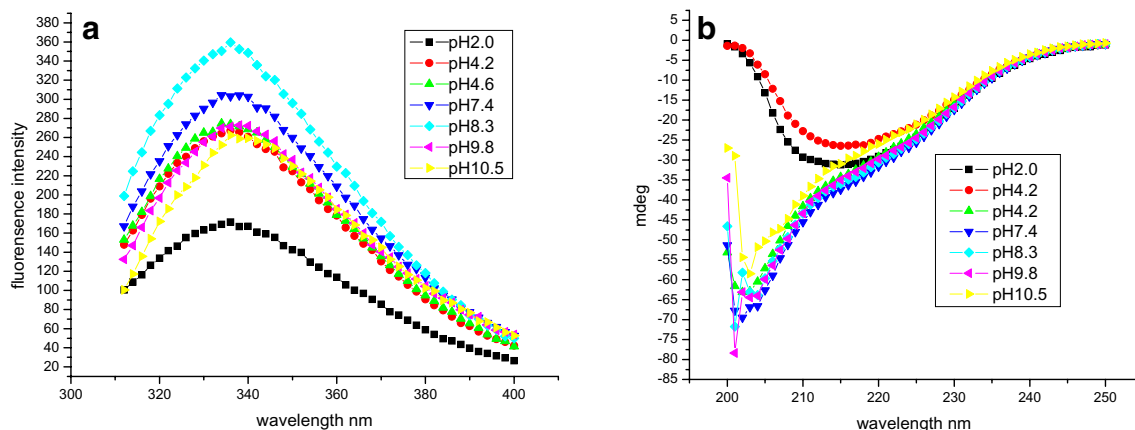 a
380
360
340
320
300
280
260
240
220
200
180
160
140
120
100
80
60
40
20
fluorensence intensity
300 320 340 360 380 400
wavelength nm
pH2.0
pH4.2
pH4.6
pH7.4
pH8.3
pH9.8
pH10.5
b
5
0
-5
-10
-15
-20
-25
-30
-35
-40
-45
-50
-55
-60
-65
-70
-75
-80
-85
mdeg
200 210 220 230 240 250
wavelength nm
pH2.0
pH4.2
pH4.2
pH7.4
pH8.3
pH9.8
pH10.5